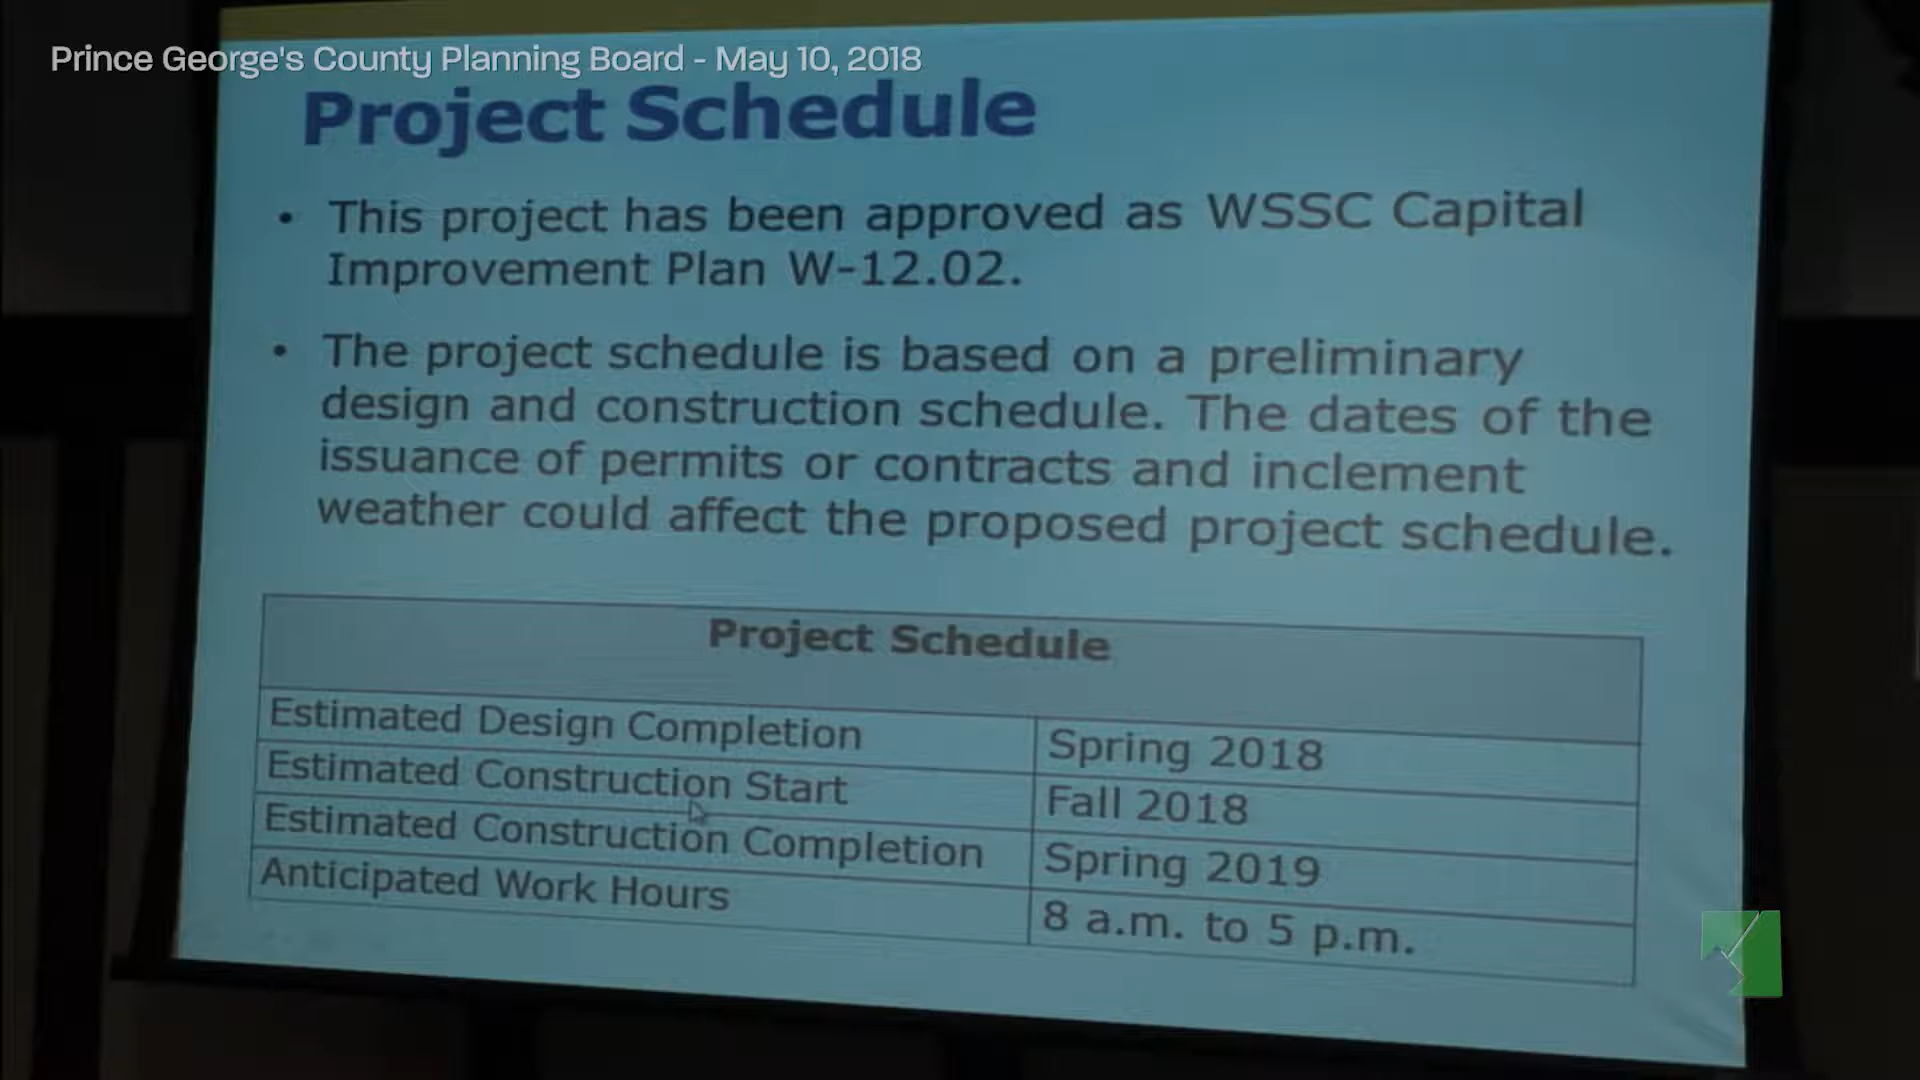 Prince George's County Planning Board - May 10, 2018
Project Schedule
• This project has been approved as WSSC Capital
Improvement Plan W-12.02.
• The project schedule is based on a preliminary
design and construction schedule. The dates of the
issuance of permits or contracts and inclement
weather could affect the proposed project schedule.
Project Schedule
Estimated Design Completion Spring 2018
Estimated Construction Start Fall 2018
Estimated Construction Completion Spring 2019
Anticipated Work Hours 8 a.m. to 5 p.m.